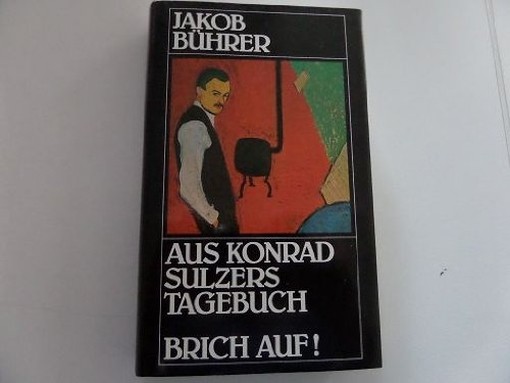 JAKOB
BÜHRER
AUS KONRAD
SULZERS
TAGEBUCH
BRICH AUF!